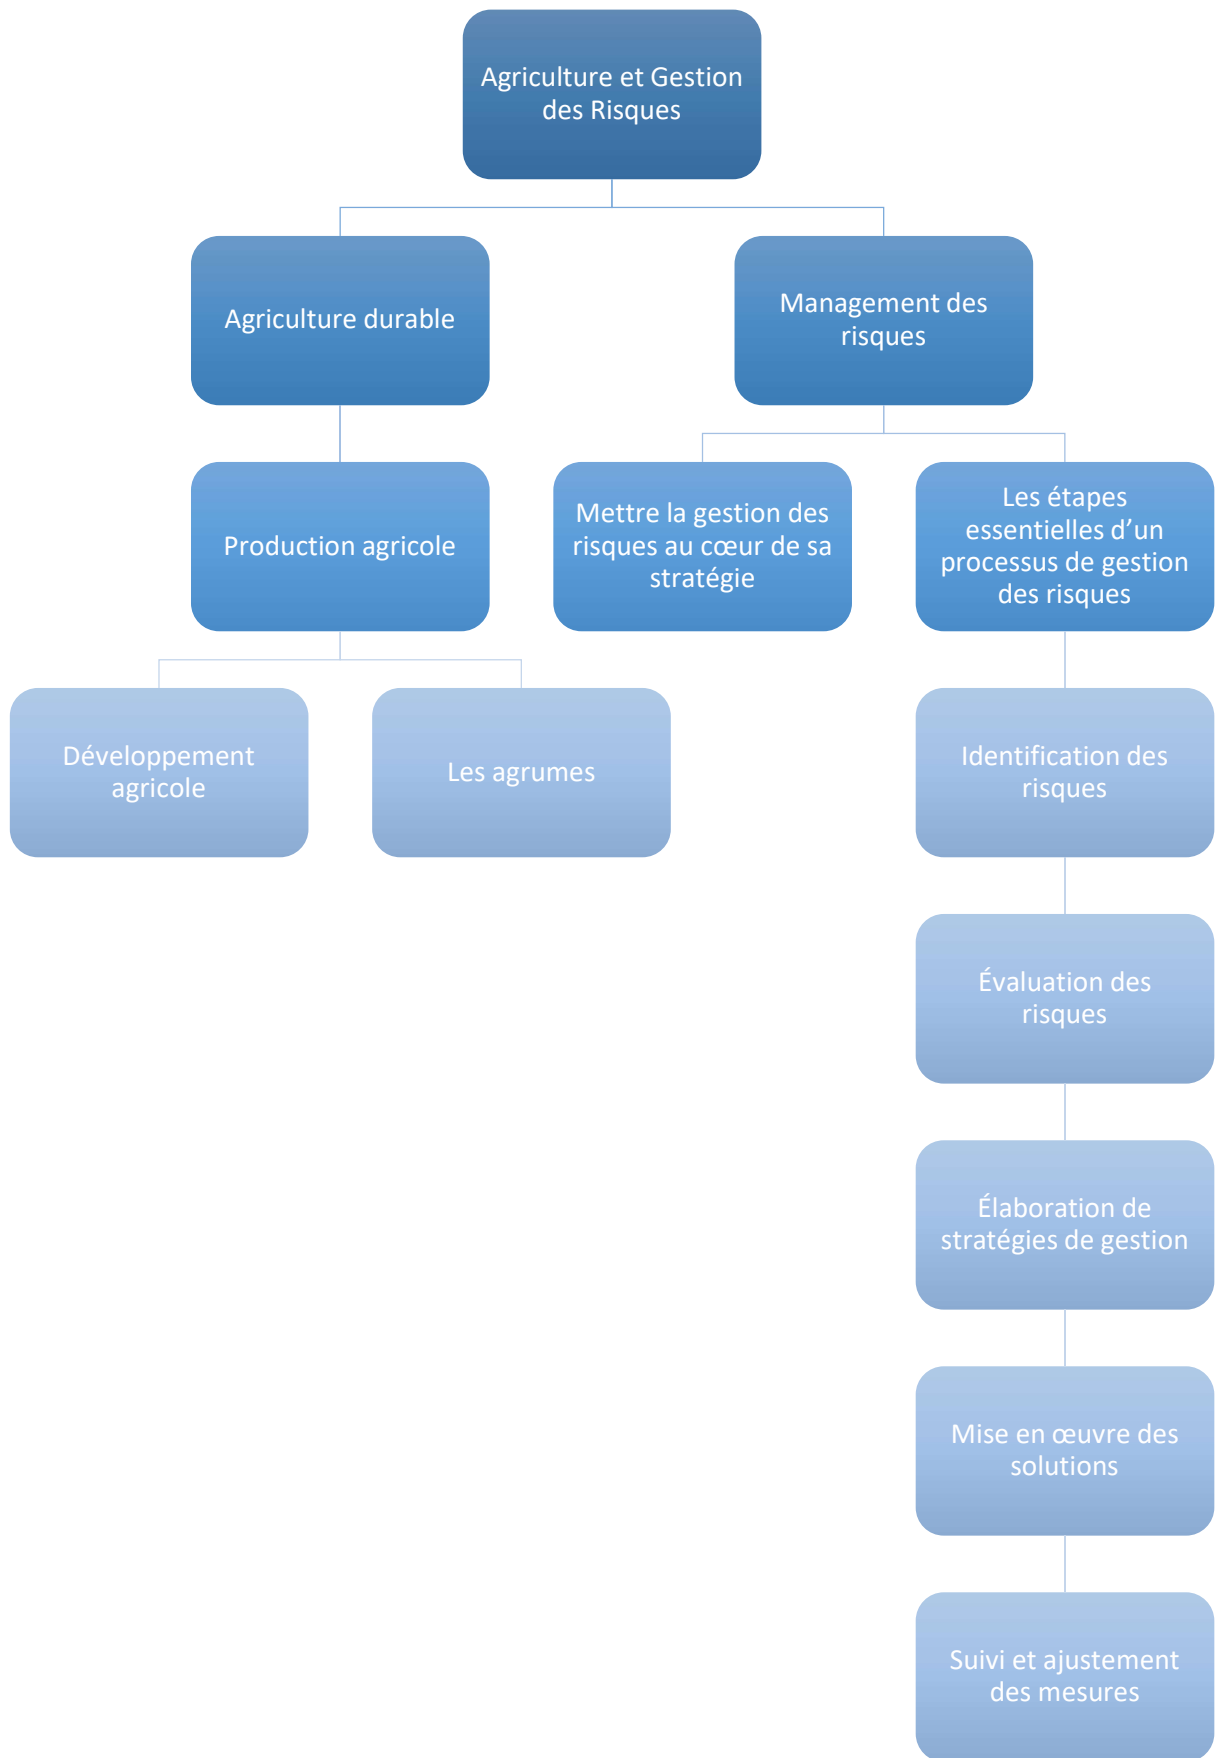 Agriculture et Gestion
des Risques
Agriculture durable
Management des
risques
Production agricole
Mettre la gestion des
risques au cœur de sa
stratégie
Les étapes
essentielles d’un
processus de gestion
des risques
Développement
agricole
Les agrumes
Identification des
risques
Évaluation des
risques
Élaboration de
stratégies de gestion
Mise en œuvre des
solutions
Suivi et ajustement
des mesures